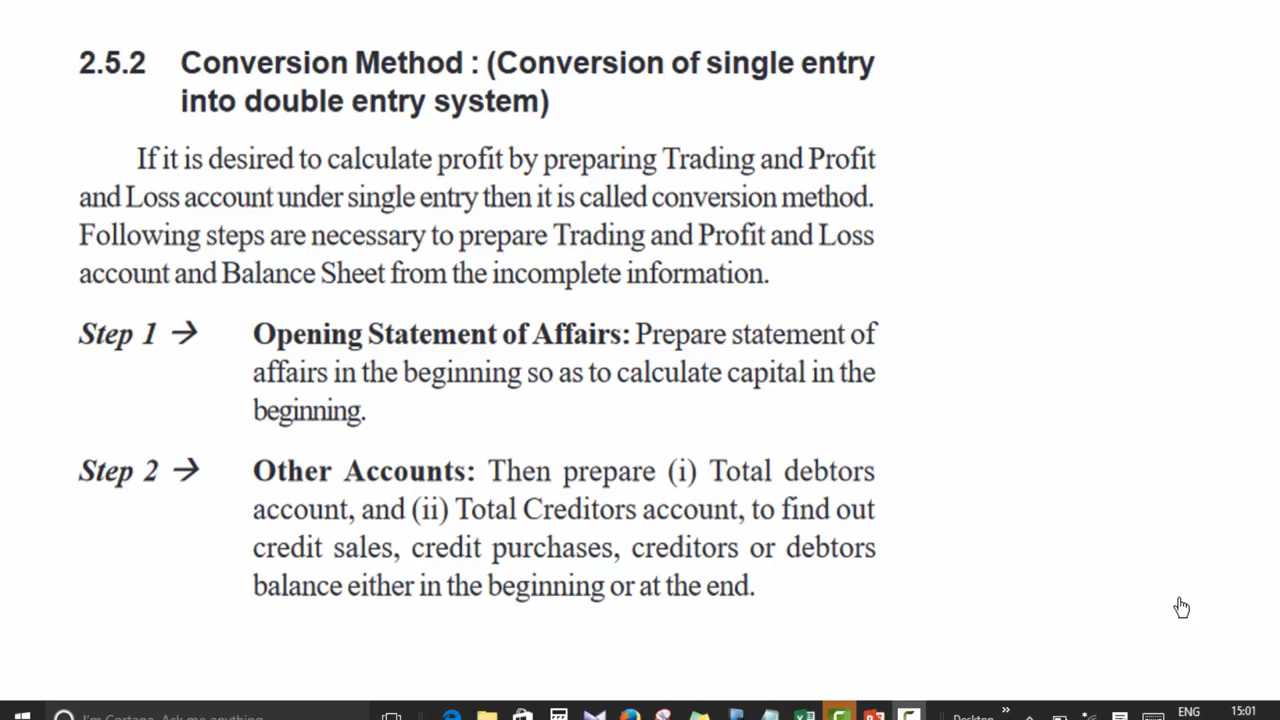 2.5.2 Conversion Method : (Conversion of single entry
into double entry system)
If it is desired to calculate profit by preparing Trading and Profit
and Loss account under single entry then it is called conversion method.
Following steps are necessary to prepare Trading and Profit and Loss
account and Balance Sheet from the incomplete information.
Step 1 → Opening Statement of Affairs: Prepare statement of
affairs in the beginning so as to calculate capital in the
beginning.
Step 2 → Other Accounts: Then prepare (i) Total debtors
account, and (ii) Total Creditors account, to find out
credit sales, credit purchases, creditors or debtors
balance either in the beginning or at the end.
I'm Cortana. Ask me anything. Desktop » ENG 15:01